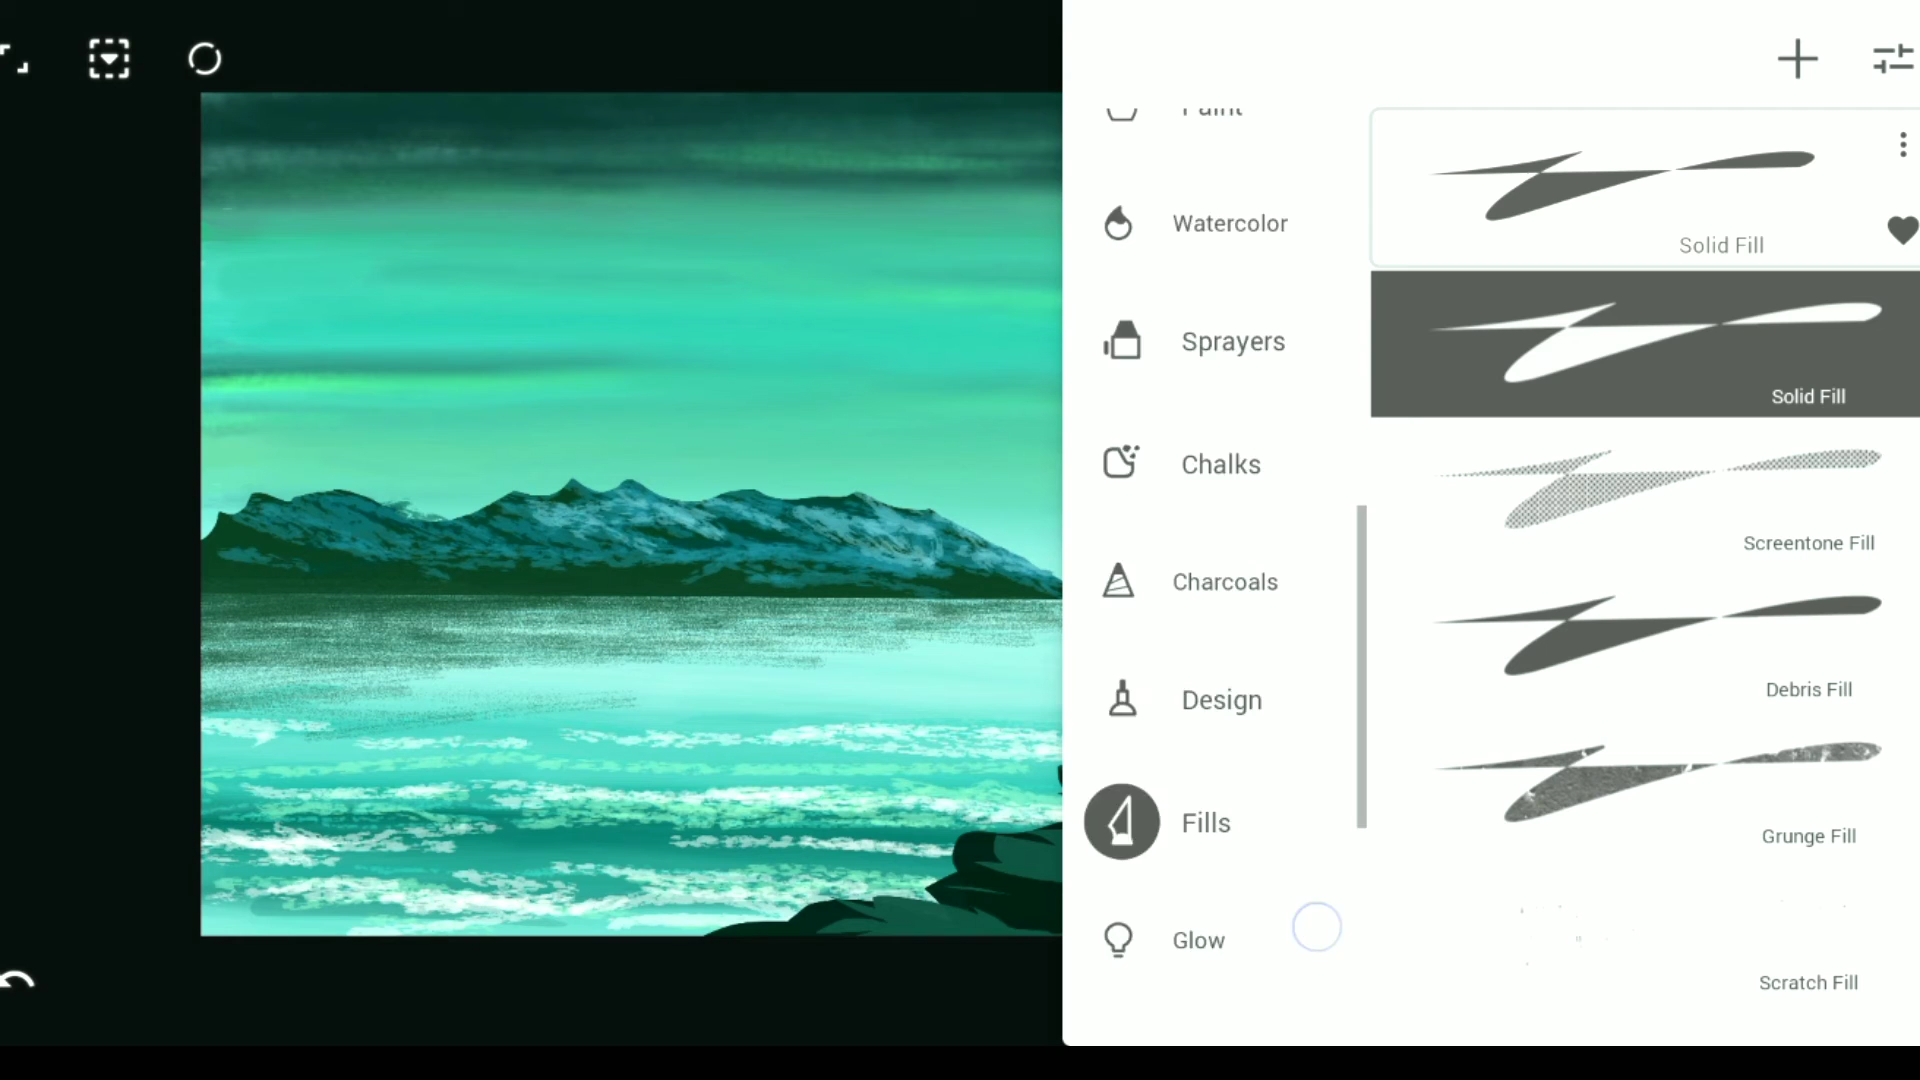 Paint
Watercolor
Sprayers
Chalks
Charcoals
Design
Fills
Glow
Solid Fill
Solid Fill
Screentone Fill
Debris Fill
Grunge Fill
Scratch Fill